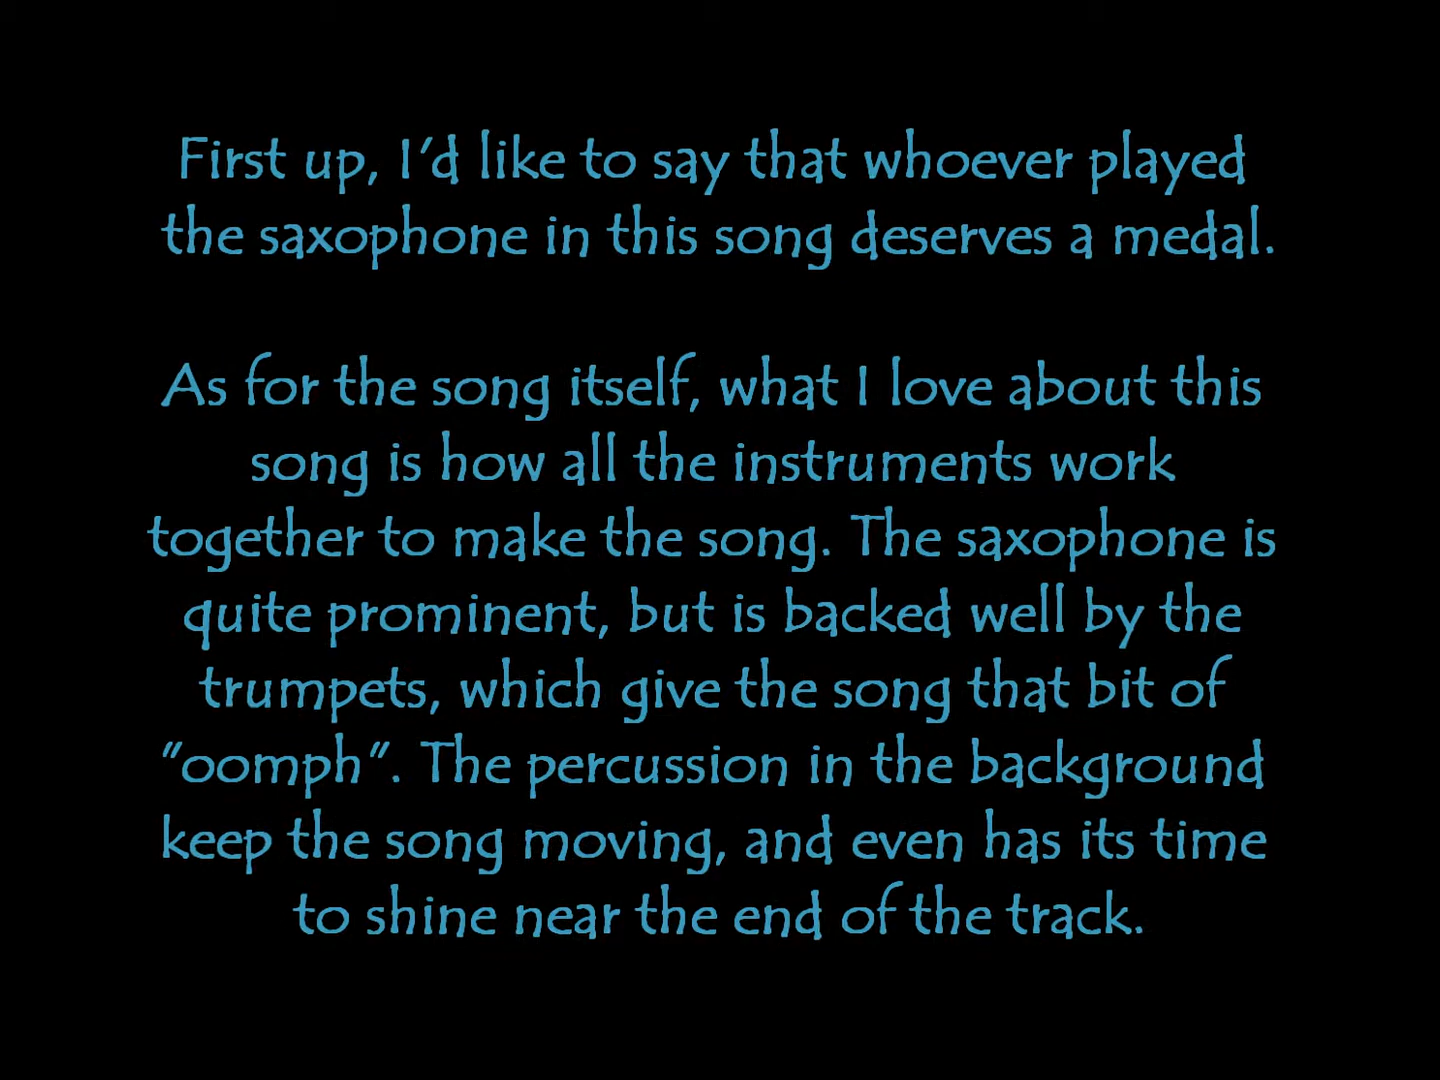 First up, I'd like to say that whoever played
the saxophone in this song deserves a medal.
As for the song itself, what I love about this
song is how all the instruments work
together to make the song. The saxophone is
quite prominent, but is backed well by the
trumpets, which give the song that bit of
"oomph". The percussion in the background
keep the song moving, and even has its time
to shine near the end of the track.